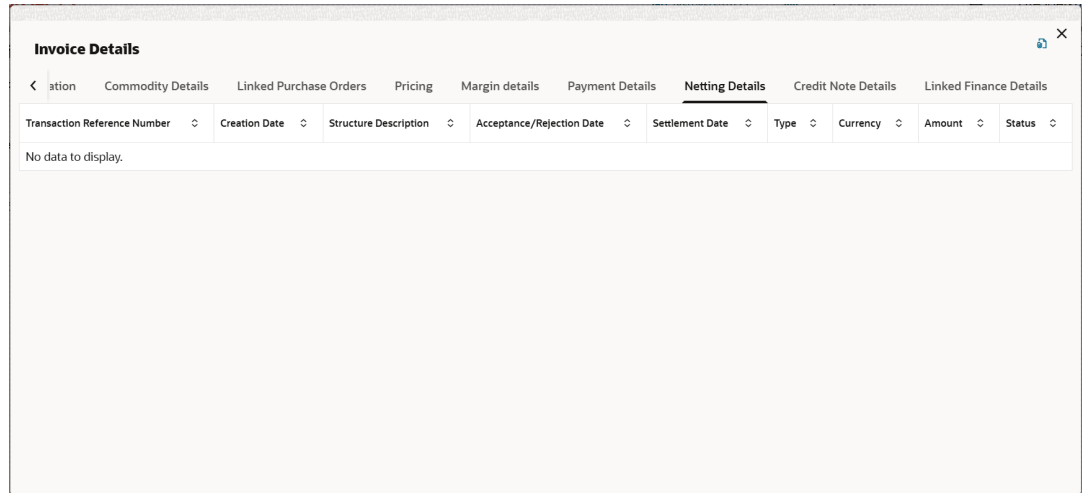 Invoice Details
ation Commodity Details Linked Purchase Orders Pricing Margin details Payment Details Netting Details Credit Note Details Linked Finance Details
Transaction Reference Number Creation Date Structure Description Acceptance/Rejection Date Settlement Date Type Currency Amount Status
No data to display.